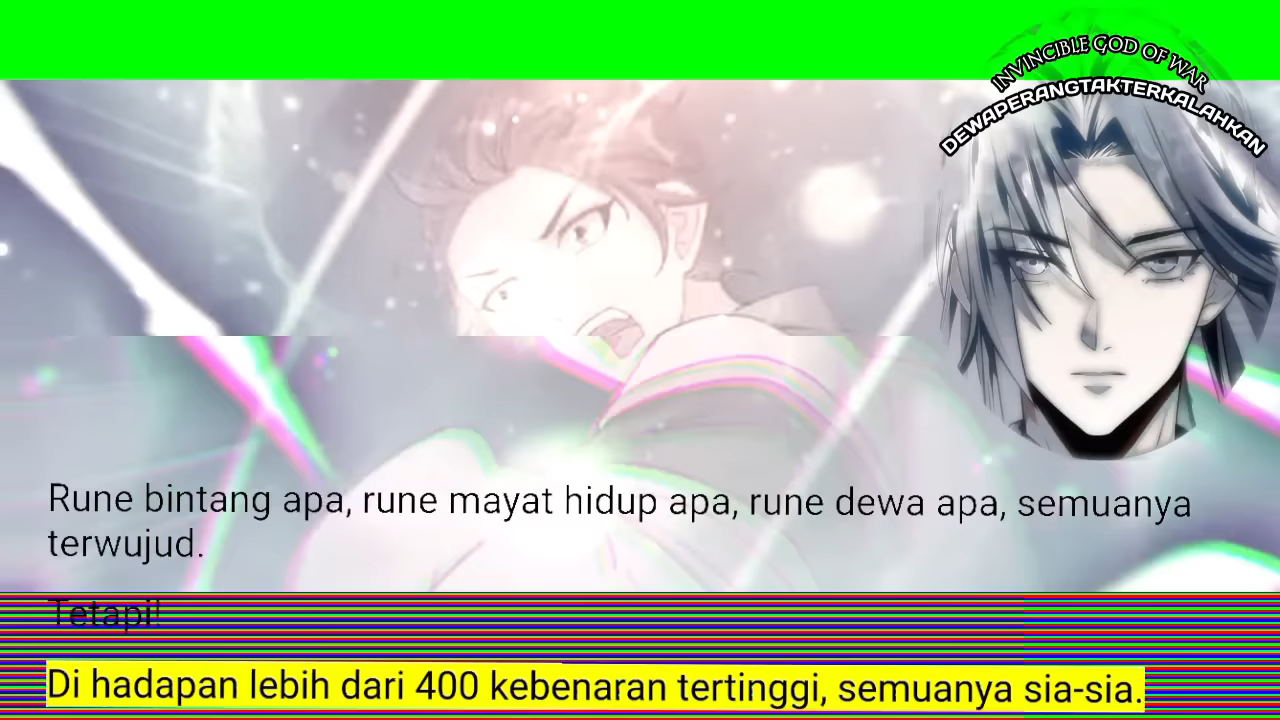 INVINCIBLE GOD OF WAR
DEWAPERANGTAKTERKALAHKAN
Rune bintang apa, rune mayat hidup apa, rune dewa apa, semuanya
terwujud.
Tetapi!
Di hadapan lebih dari 400 kebenaran tertinggi, semuanya sia-sia.